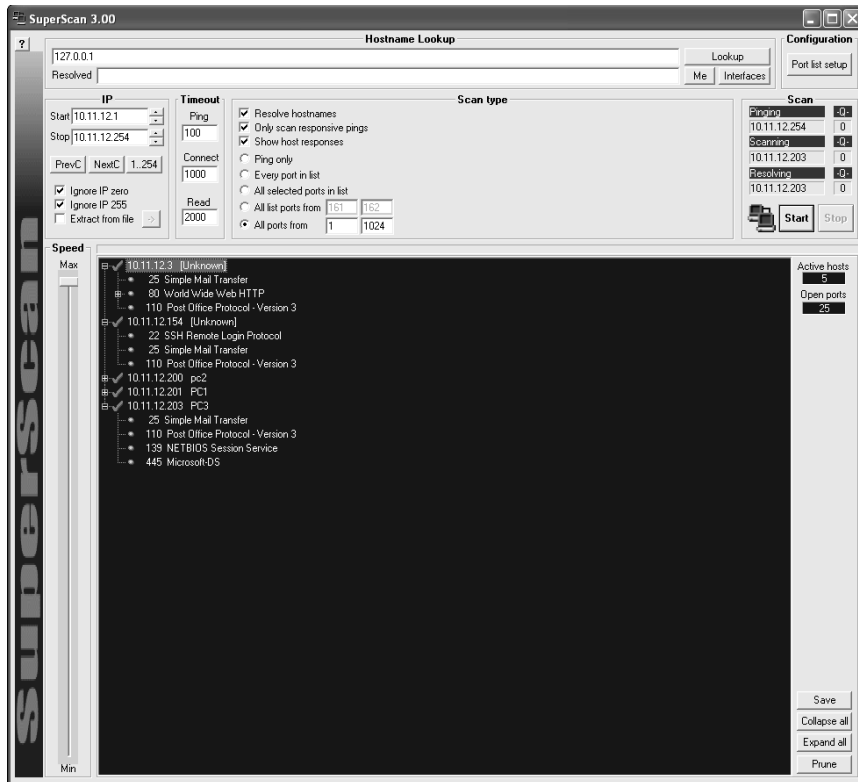 SuperScan 3.00
?
Hostname Lookup
127.0.0.1
Lookup
Resolved
Me
Interfaces
Configuration
Port list setup
IP
Start 10.11.12.1
Stop 10.11.12.254
PrevC NextC 1..254
Ignore IP zero
Ignore IP 255
Extract from file ->
Timeout
Ping
100
Connect
1000
Read
2000
Scan type
Resolve hostnames
Only scan responsive pings
Show host responses
Ping only
Every port in list
All selected ports in list
All list ports from 161 162
All ports from 1 1024
Scan
Pinging -Q-
10.11.12.254 0
Scanning -Q-
10.11.12.203 0
Resolving -Q-
10.11.12.203 0
Start Stop
SuperScan
Speed
Max
Min
10.11.12.3 [Unknown]
25 Simple Mail Transfer
80 World Wide Web HTTP
110 Post Office Protocol - Version 3
10.11.12.154 [Unknown]
22 SSH Remote Login Protocol
25 Simple Mail Transfer
110 Post Office Protocol - Version 3
10.11.12.200 pc2
10.11.12.201 PC1
10.11.12.203 PC3
25 Simple Mail Transfer
110 Post Office Protocol - Version 3
139 NETBIOS Session Service
445 Microsoft-DS
Active hosts
5
Open ports
25
Save
Collapse all
Expand all
Prune